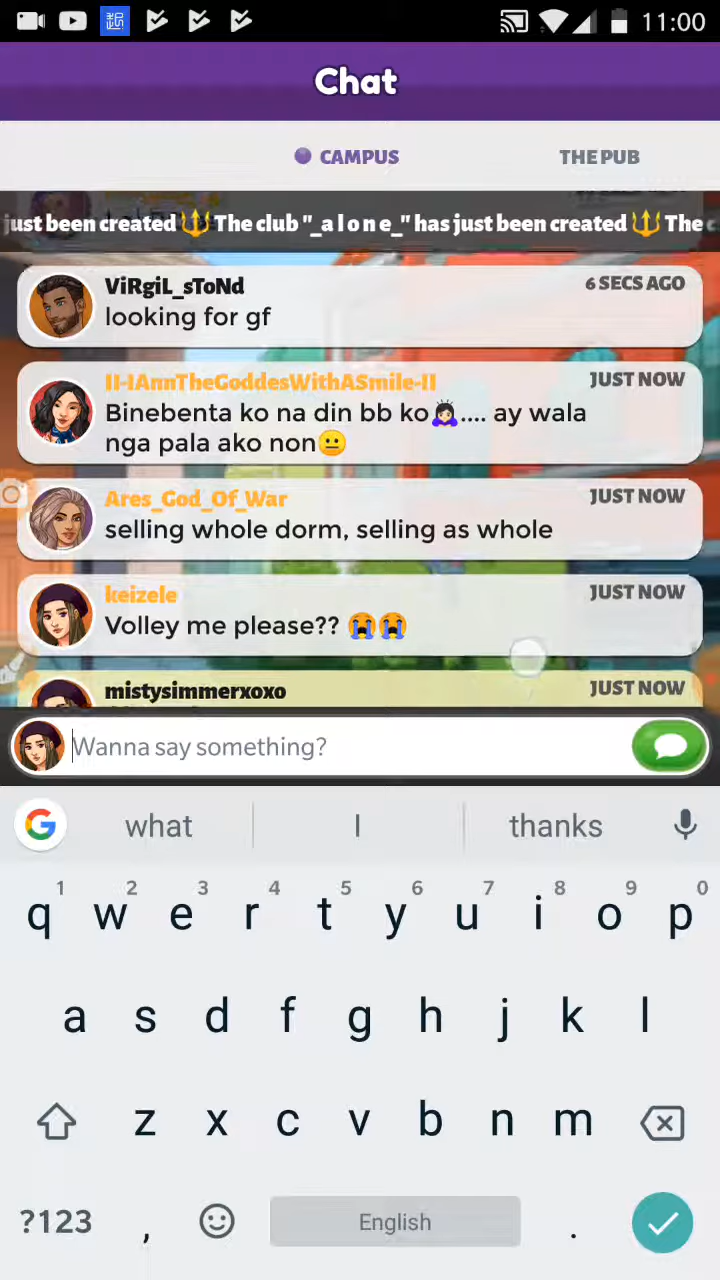 11:00
Chat
CAMPUS THE PUB
just been created The club "_a l o n e_" has just been created The
ViRgiL_sToNd 6 SECS AGO
looking for gf
II-IAnnTheGoddesWithASmile-II JUST NOW
Binebenta ko na din bb ko.... ay wala
nga pala ako non
Ares_God_Of_War JUST NOW
selling whole dorm, selling as whole
keizele JUST NOW
Volley me please??
mistysimmerxoxo JUST NOW
Wanna say something?
what I thanks
1 2 3 4 5 6 7 8 9 0
q w e r t y u i o p
a s d f g h j k l
z x c v b n m
?123 , English .